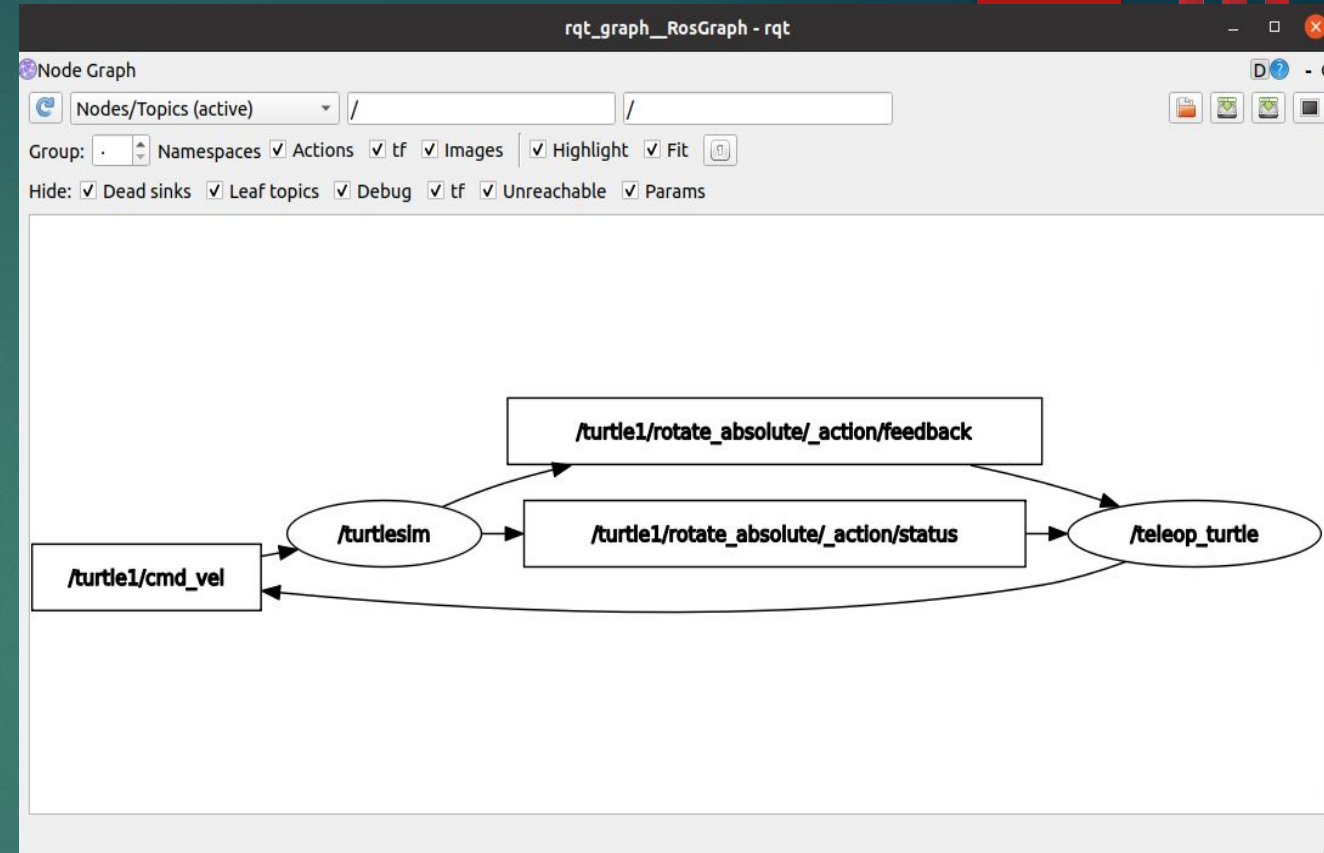 rqt_graph__RosGraph - rqt
Node Graph
D ? -
Nodes/Topics (active) / /
Group: . Namespaces Actions tf Images Highlight Fit
Hide: Dead sinks Leaf topics Debug tf Unreachable Params
/turtle1/rotate_absolute/_action/feedback
/turtlesim
/turtle1/rotate_absolute/_action/status
/teleop_turtle
/turtle1/cmd_vel